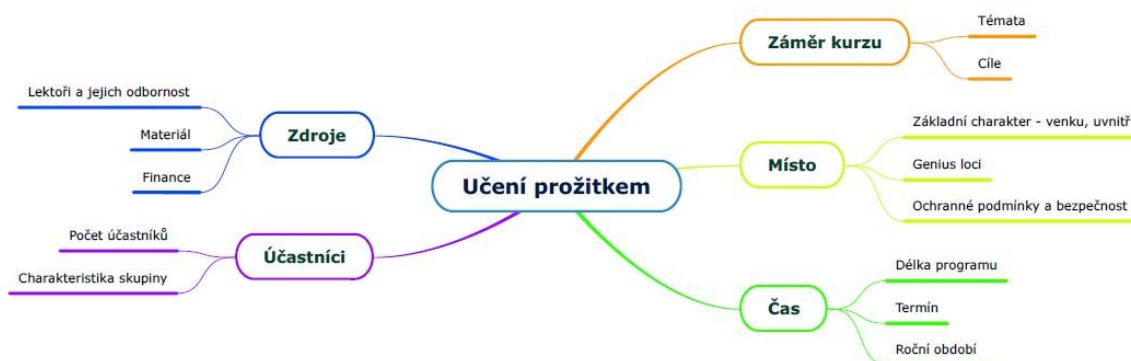 Učení prožitkem
Záměr kurzu
Témata
Cíle
Místo
Základní charakter - venku, uvnitř
Genius loci
Ochranné podmínky a bezpečnost
Čas
Délka programu
Termín
Roční období
Zdroje
Lektoři a jejich odbornost
Materiál
Finance
Účastníci
Počet účastníků
Charakteristika skupiny